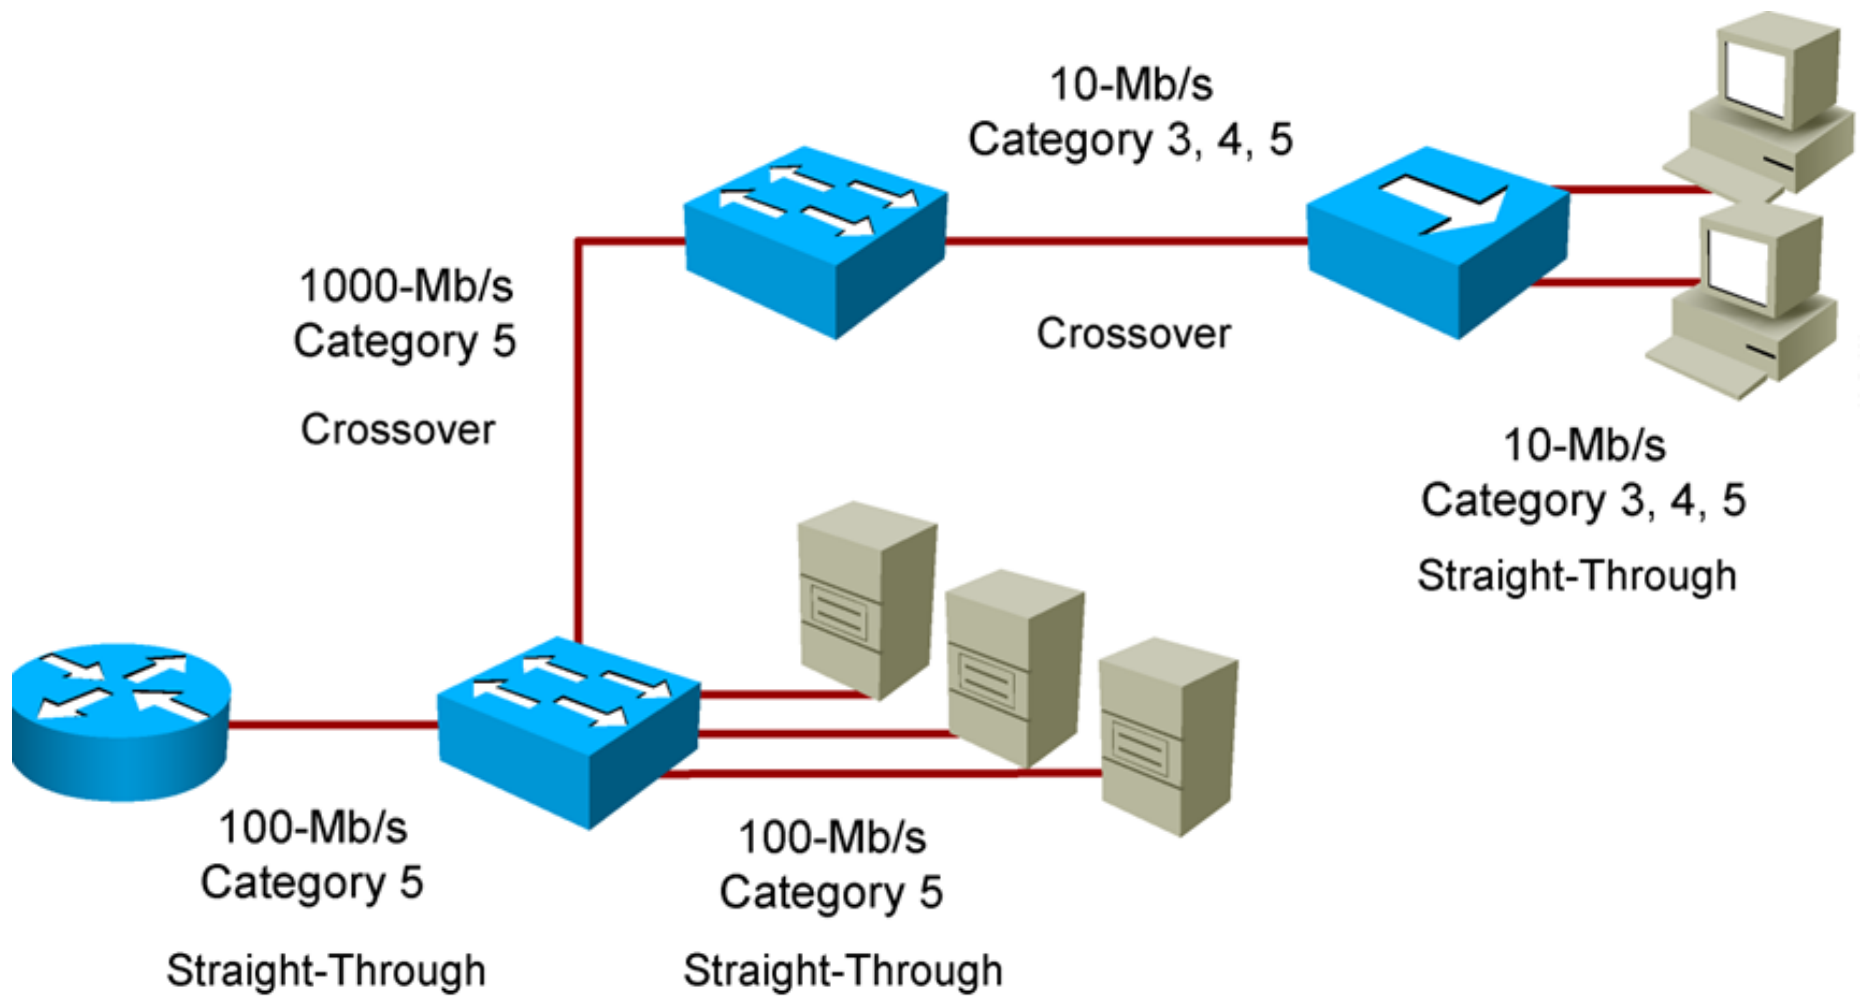 10-Mb/s
Category 3, 4, 5
1000-Mb/s
Category 5
Crossover
Crossover
10-Mb/s
Category 3, 4, 5
Straight-Through
100-Mb/s
Category 5
Straight-Through
100-Mb/s
Category 5
Straight-Through